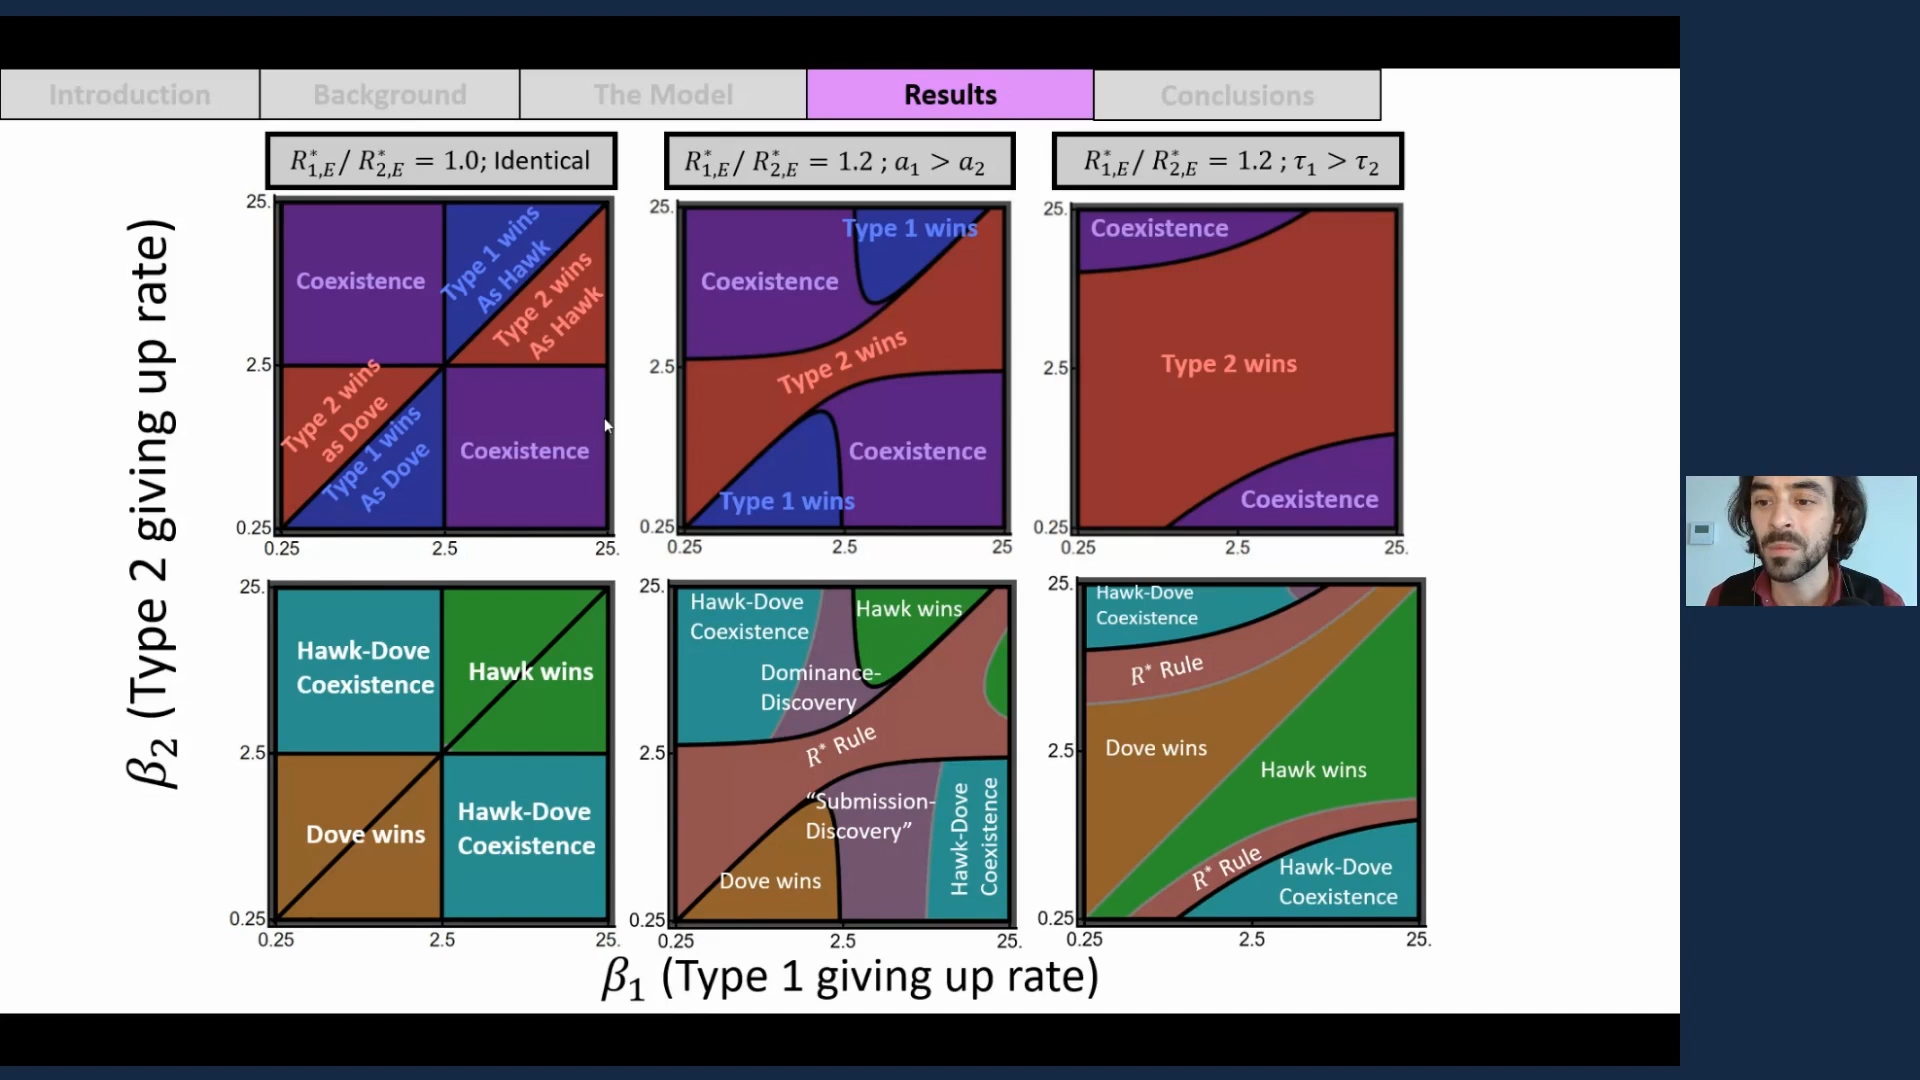 Introduction
Background
The Model
Results
Conclusions
R*1,E / R*2,E = 1.0; Identical
R*1,E / R*2,E = 1.2 ; a1 > a2
R*1,E / R*2,E = 1.2 ; τ1 > τ2
β2 (Type 2 giving up rate)
25.
2.5
0.25
0.25
2.5
25.
Coexistence
Type 1 wins
As Hawk
Type 2 wins
As Hawk
Type 2 wins
as Dove
Type 1 wins
As Dove
Coexistence
25.
2.5
0.25
0.25
2.5
25
Coexistence
Type 1 wins
Type 2 wins
Type 1 wins
Coexistence
25.
2.5
0.25
0.25
2.5
25.
Coexistence
Type 2 wins
Coexistence
25.
2.5
0.25
0.25
2.5
25.
Hawk-Dove
Coexistence
Hawk wins
Dove wins
Hawk-Dove
Coexistence
25.
2.5
0.25
0.25
2.5
25.
Hawk-Dove
Coexistence
Hawk wins
Dominance-
Discovery
R* Rule
“Submission-
Discovery”
Dove wins
Hawk-Dove
Coexistence
25.
2.5
0.25
0.25
2.5
25.
Hawk-Dove
Coexistence
R* Rule
Dove wins
Hawk wins
R* Rule
Hawk-Dove
Coexistence
β1 (Type 1 giving up rate)